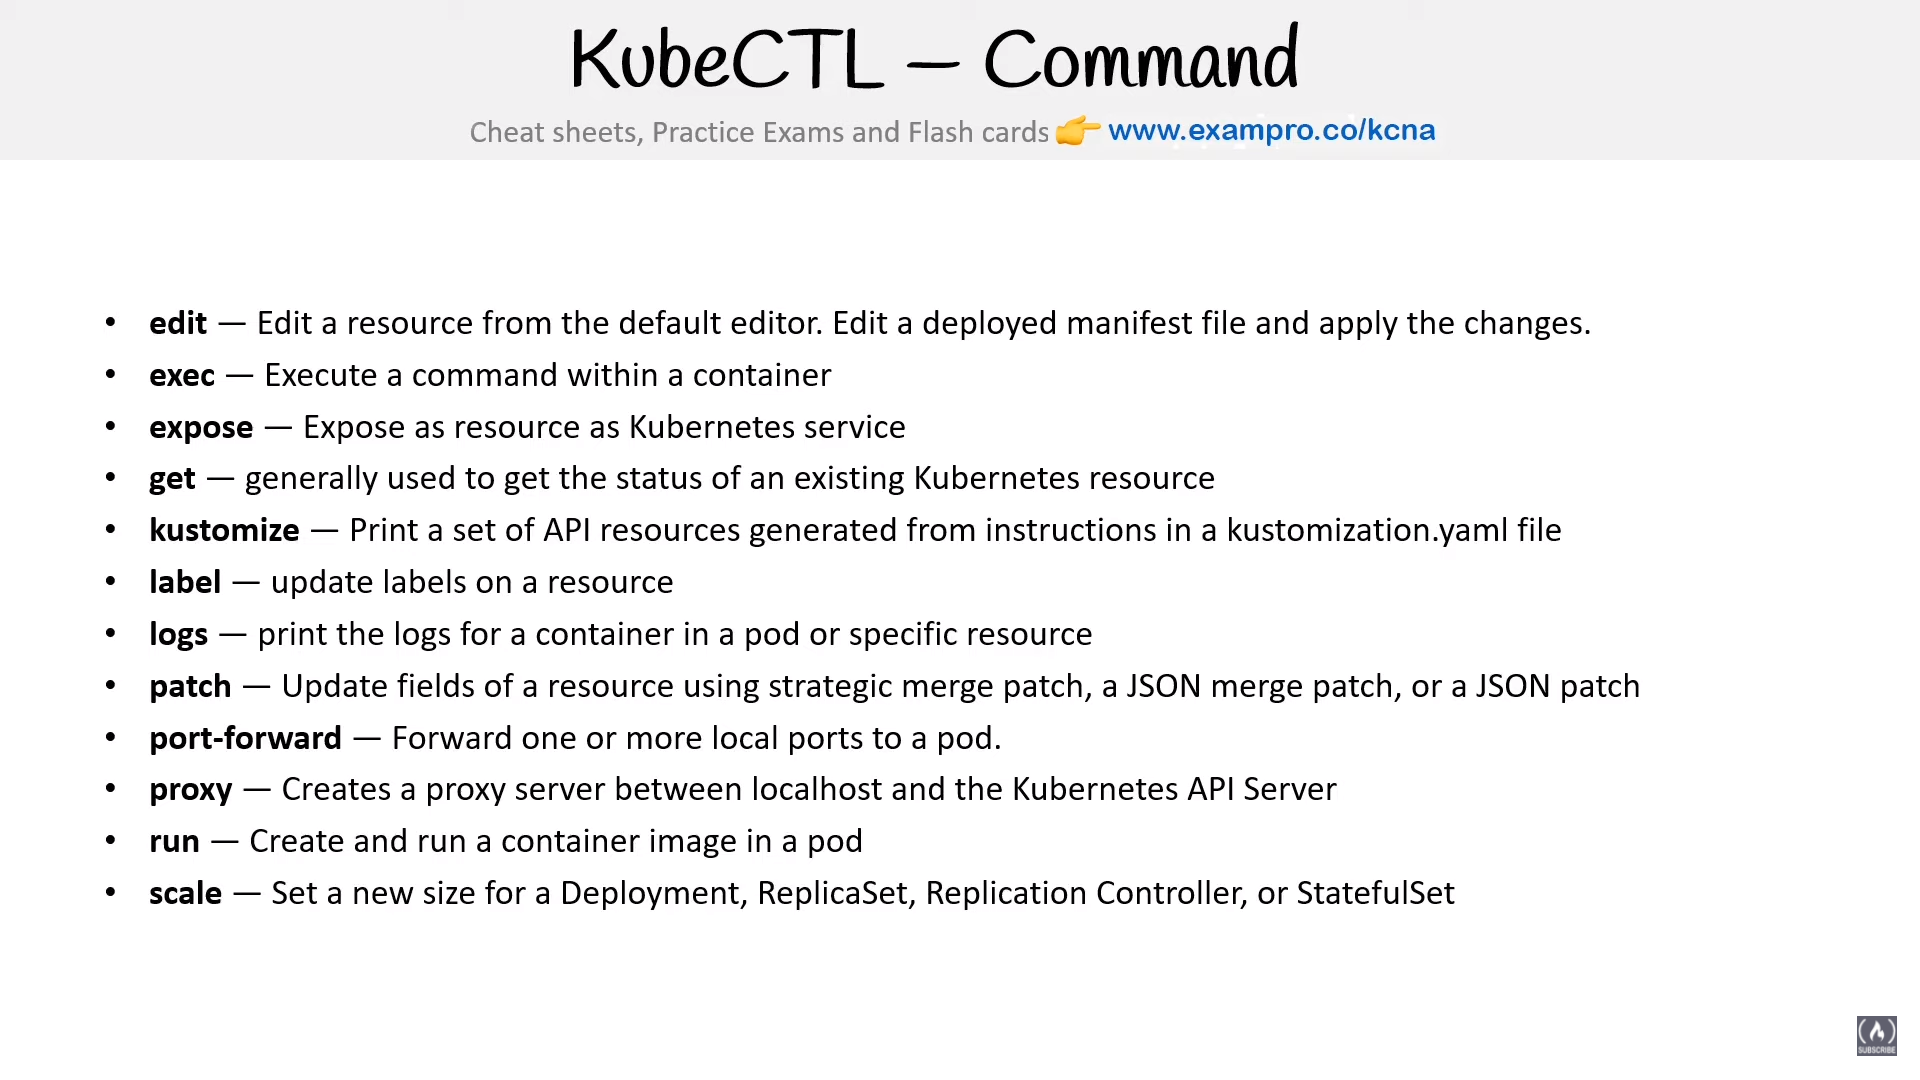 KubeCTL — Command
Cheat sheets, Practice Exams and Flash cards 👉 www.exampro.co/kcna
• edit — Edit a resource from the default editor. Edit a deployed manifest file and apply the changes.
• exec — Execute a command within a container
• expose — Expose as resource as Kubernetes service
• get — generally used to get the status of an existing Kubernetes resource
• kustomize — Print a set of API resources generated from instructions in a kustomization.yaml file
• label — update labels on a resource
• logs — print the logs for a container in a pod or specific resource
• patch — Update fields of a resource using strategic merge patch, a JSON merge patch, or a JSON patch
• port-forward — Forward one or more local ports to a pod.
• proxy — Creates a proxy server between localhost and the Kubernetes API Server
• run — Create and run a container image in a pod
• scale — Set a new size for a Deployment, ReplicaSet, Replication Controller, or StatefulSet
SUBSCRIBE